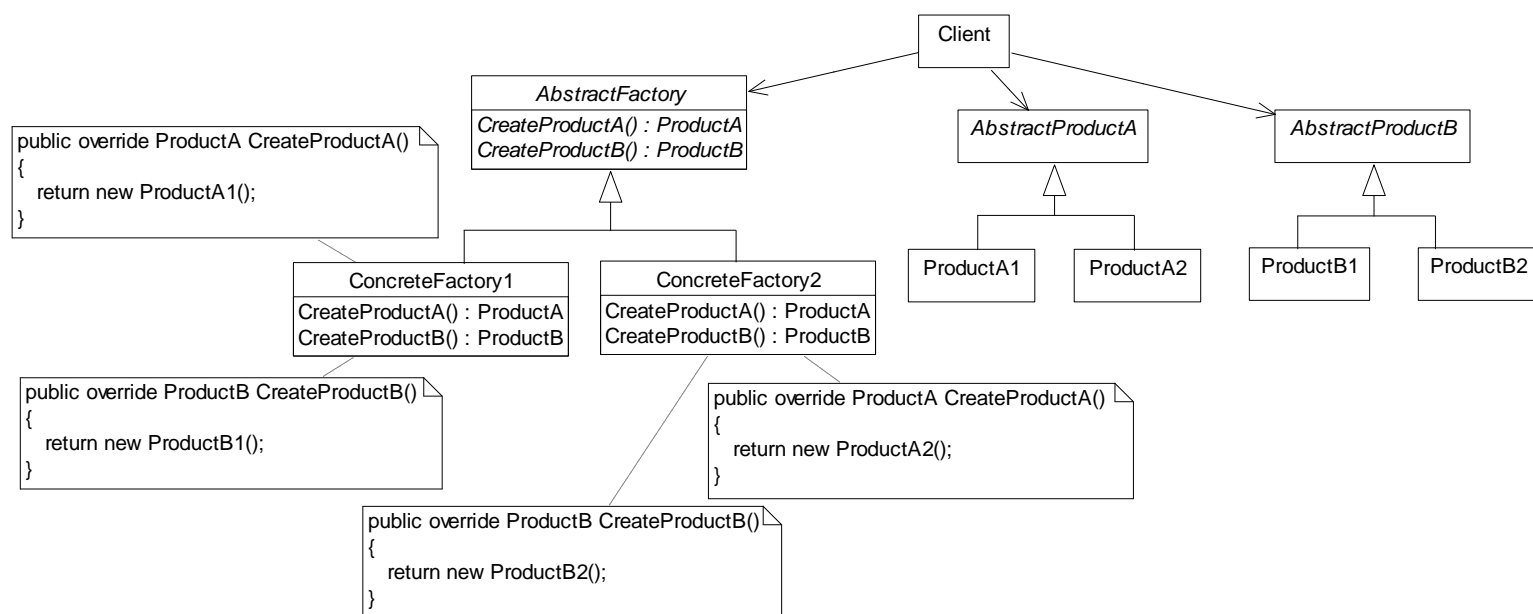 Client
AbstractFactory
CreateProductA() : ProductA
CreateProductB() : ProductB
AbstractProductA
AbstractProductB
public override ProductA CreateProductA()
{
return new ProductA1();
}
ProductA1
ProductA2
ProductB1
ProductB2
ConcreteFactory1
CreateProductA() : ProductA
CreateProductB() : ProductB
ConcreteFactory2
CreateProductA() : ProductA
CreateProductB() : ProductB
public override ProductB CreateProductB()
{
return new ProductB1();
}
public override ProductA CreateProductA()
{
return new ProductA2();
}
public override ProductB CreateProductB()
{
return new ProductB2();
}